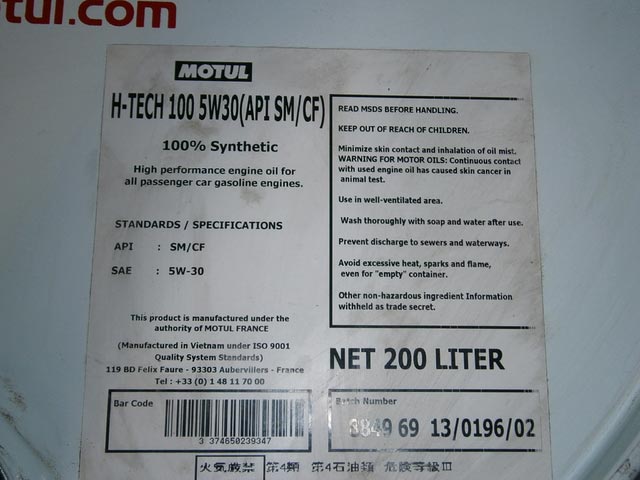 tul.com
MOTUL
H-TECH 100 5W30(API SM/CF)
100% Synthetic
High performance engine oil for
all passenger car gasoline engines.
STANDARDS / SPECIFICATIONS
API : SM/CF
SAE : 5W-30
This product is manufactured under the
authority of MOTUL FRANCE
(Manufactured in Vietnam under ISO 9001
Quality System Standards)
119 BD Felix Faure - 93303 Aubervillers - France
Tel : +33 (0) 1 48 11 70 00
READ MSDS BEFORE HANDLING.
KEEP OUT OF REACH OF CHILDREN.
Minimize skin contact and inhalation of oil mist.
WARNING FOR MOTOR OILS: Continuous contact
with used engine oil has caused skin cancer in
animal test.
Use in well-ventilated area.
Wash thoroughly with soap and water after use.
Prevent discharge to sewers and waterways.
Avoid excessive heat, sparks and flame,
even for "empty" container.
Other non-hazardous ingredient Information
withheld as trade secret.
NET 200 LITER
Bar Code
3 374650239347
Batch Number
8849 69 13/0196/02
火気厳禁 第4類 第4石油類 危険等級III